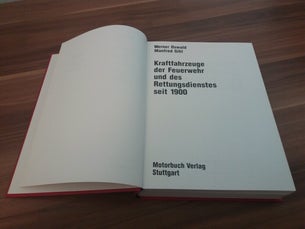 Werner Oswald
Manfred Gihl
Kraftfahrzeuge
der Feuerwehr
und des
Rettungsdienstes
seit 1900
Motorbuch Verlag
Stuttgart